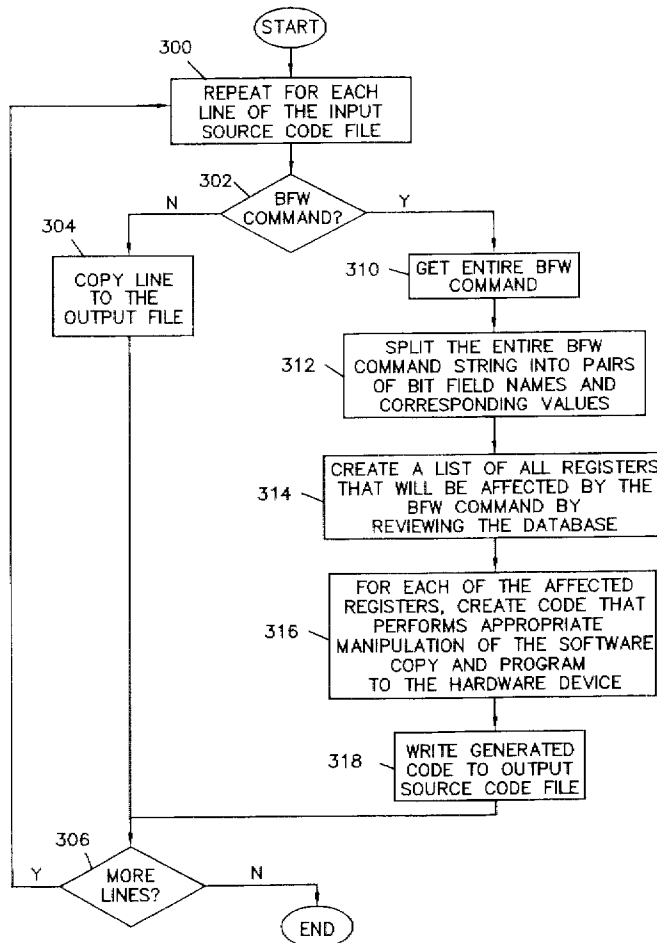 START
300
REPEAT FOR EACH
LINE OF THE INPUT
SOURCE CODE FILE
302
BFW
COMMAND?
N
Y
304
COPY LINE
TO THE
OUTPUT FILE
310
GET ENTIRE BFW
COMMAND
312
SPLIT THE ENTIRE BFW
COMMAND STRING INTO PAIRS
OF BIT FIELD NAMES AND
CORRESPONDING VALUES
314
CREATE A LIST OF ALL REGISTERS
THAT WILL BE AFFECTED BY THE
BFW COMMAND BY
REVIEWING THE DATABASE
316
FOR EACH OF THE AFFECTED
REGISTERS, CREATE CODE THAT
PERFORMS APPROPRIATE
MANIPULATION OF THE SOFTWARE
COPY AND PROGRAM
TO THE HARDWARE DEVICE
318
WRITE GENERATED
CODE TO OUTPUT
SOURCE CODE FILE
306
Y
MORE
LINES?
N
END